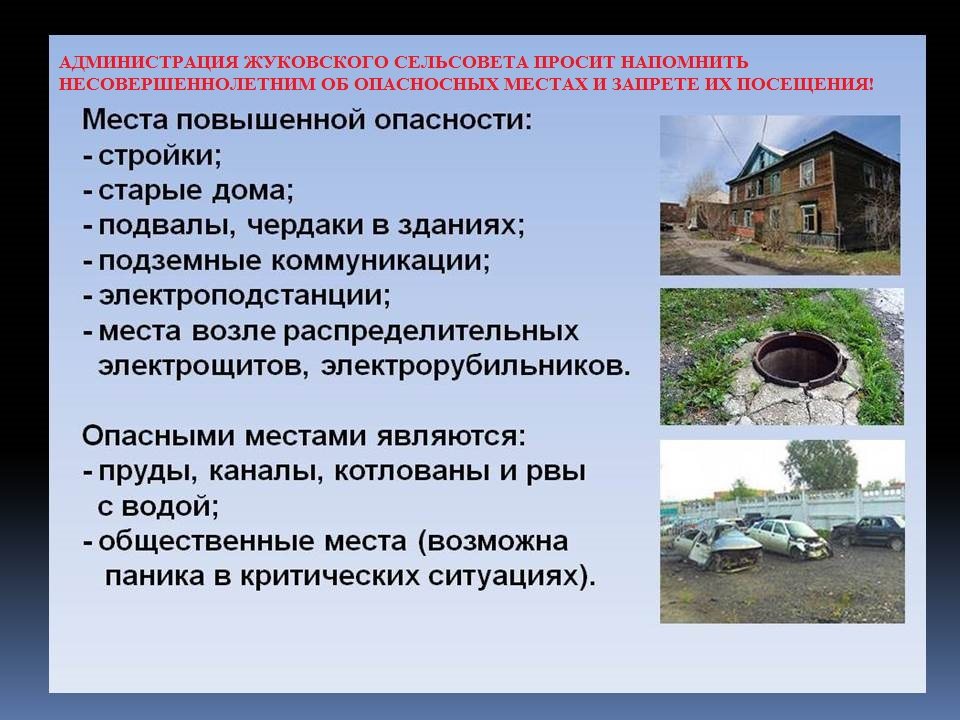 АДМИНИСТРАЦИЯ ЖУКОВСКОГО СЕЛЬСОВЕТА ПРОСИТ НАПОМНИТЬ
НЕСОВЕРШЕННОЛЕТНИМ ОБ ОПАСНОСНЫХ МЕСТАХ И ЗАПРЕТЕ ИХ ПОСЕЩЕНИЯ!
Места повышенной опасности:
- стройки;
- старые дома;
- подвалы, чердаки в зданиях;
- подземные коммуникации;
- электроподстанции;
- места возле распределительных
электрощитов, электрорубильников.
Опасными местами являются:
- пруды, каналы, котлованы и рвы
с водой;
- общественные места (возможна
паника в критических ситуациях).